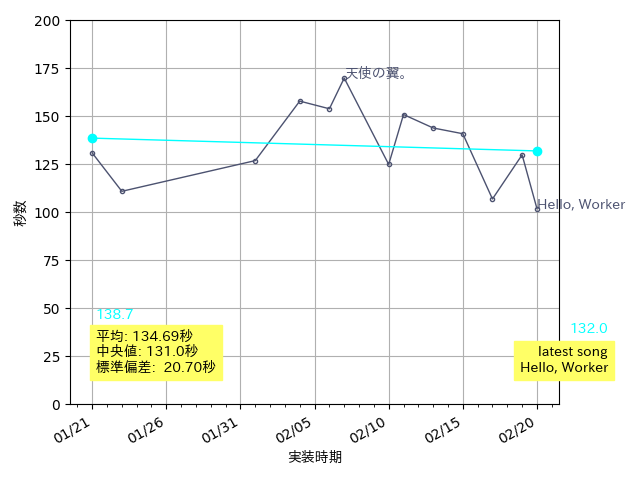 200
175
150
125
100
75
50
25
0
秒数
天使の翼。
Hello, Worker
138.7
平均: 134.69秒
中央値: 131.0秒
標準偏差: 20.70秒
132.0
latest song
Hello, Worker
01/21
01/26
01/31
02/05
02/10
02/15
02/20
実装時期